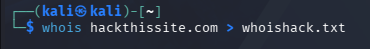 ┌──(kali㉿kali)-[~]
└─$ whois hackthissite.com > whoishack.txt